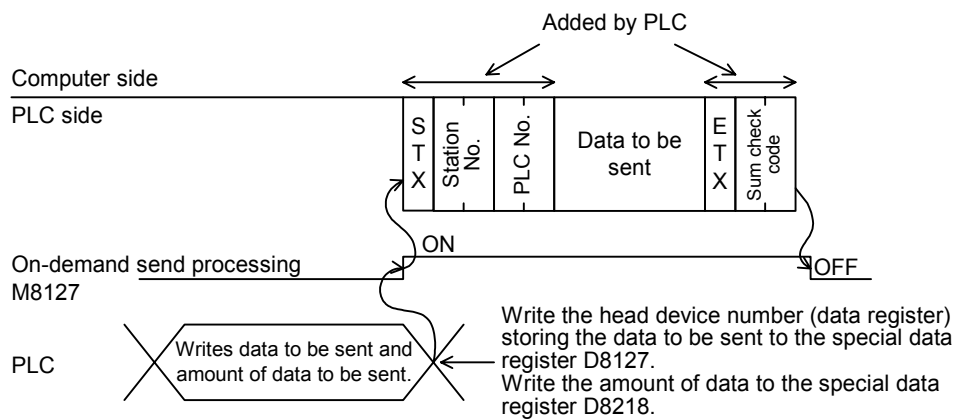 Added by PLC
Computer side
PLC side
STX
Station No.
PLC No.
Data to be
sent
ETX
Sum check
code
ON
On-demand send processing
M8127
OFF
PLC
Writes data to be sent and
amount of data to be sent.
Write the head device number (data register)
storing the data to be sent to the special data
register D8127.
Write the amount of data to the special data
register D8218.